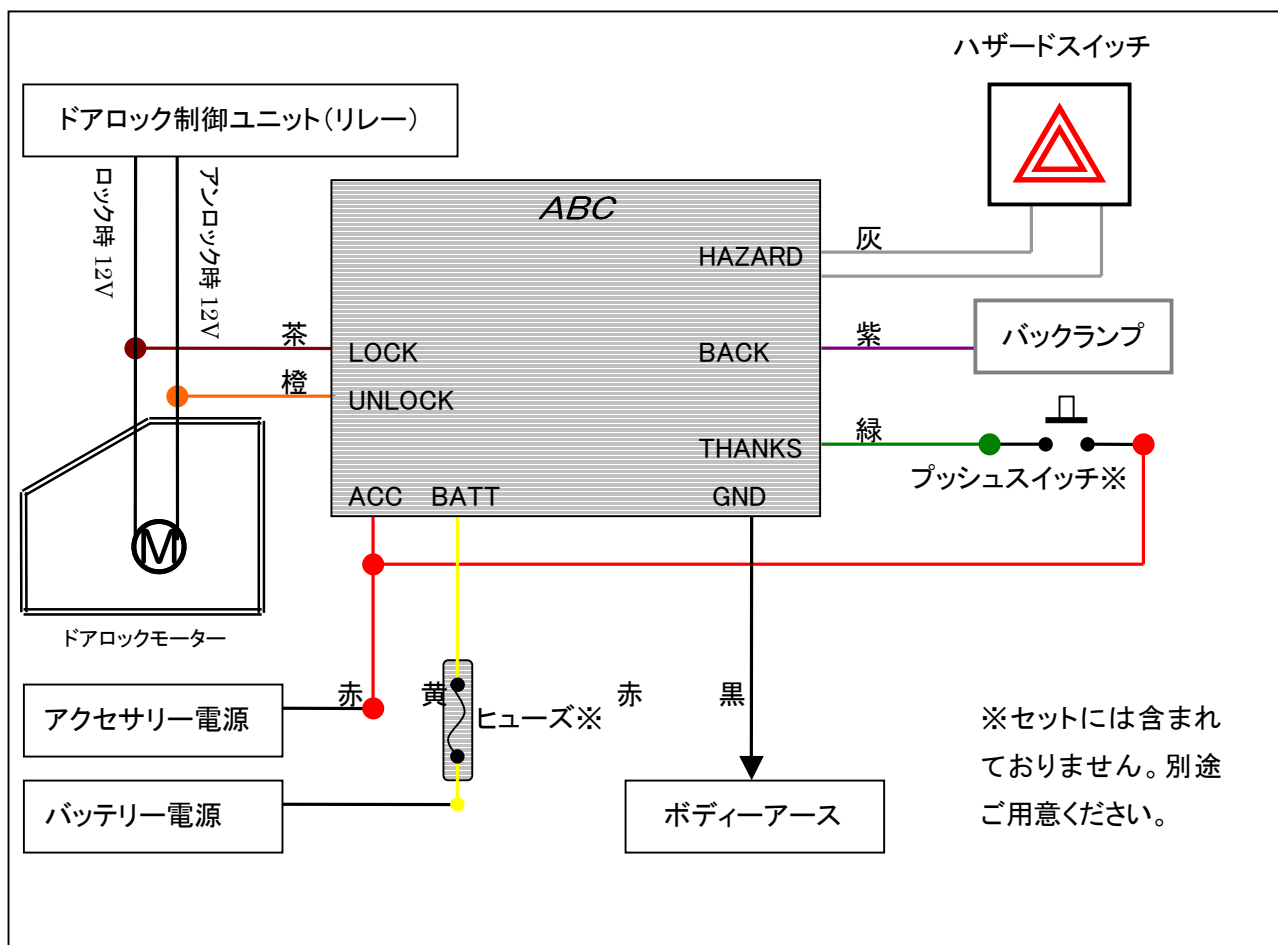 ハザードスイッチ
ドアロック制御ユニット（リレー）
ロック時 12V
アンロック時 12V
ABC
HAZARD
灰
茶
LOCK
BACK
紫
バックランプ
橙
UNLOCK
THANKS
緑
プッシュスイッチ※
ACC
BATT
GND
M
ドアロックモーター
赤
黄
ヒューズ※
赤
黒
アクセサリー電源
バッテリー電源
ボディーアース
※セットには含まれ
ておりません。別途
ご用意ください。